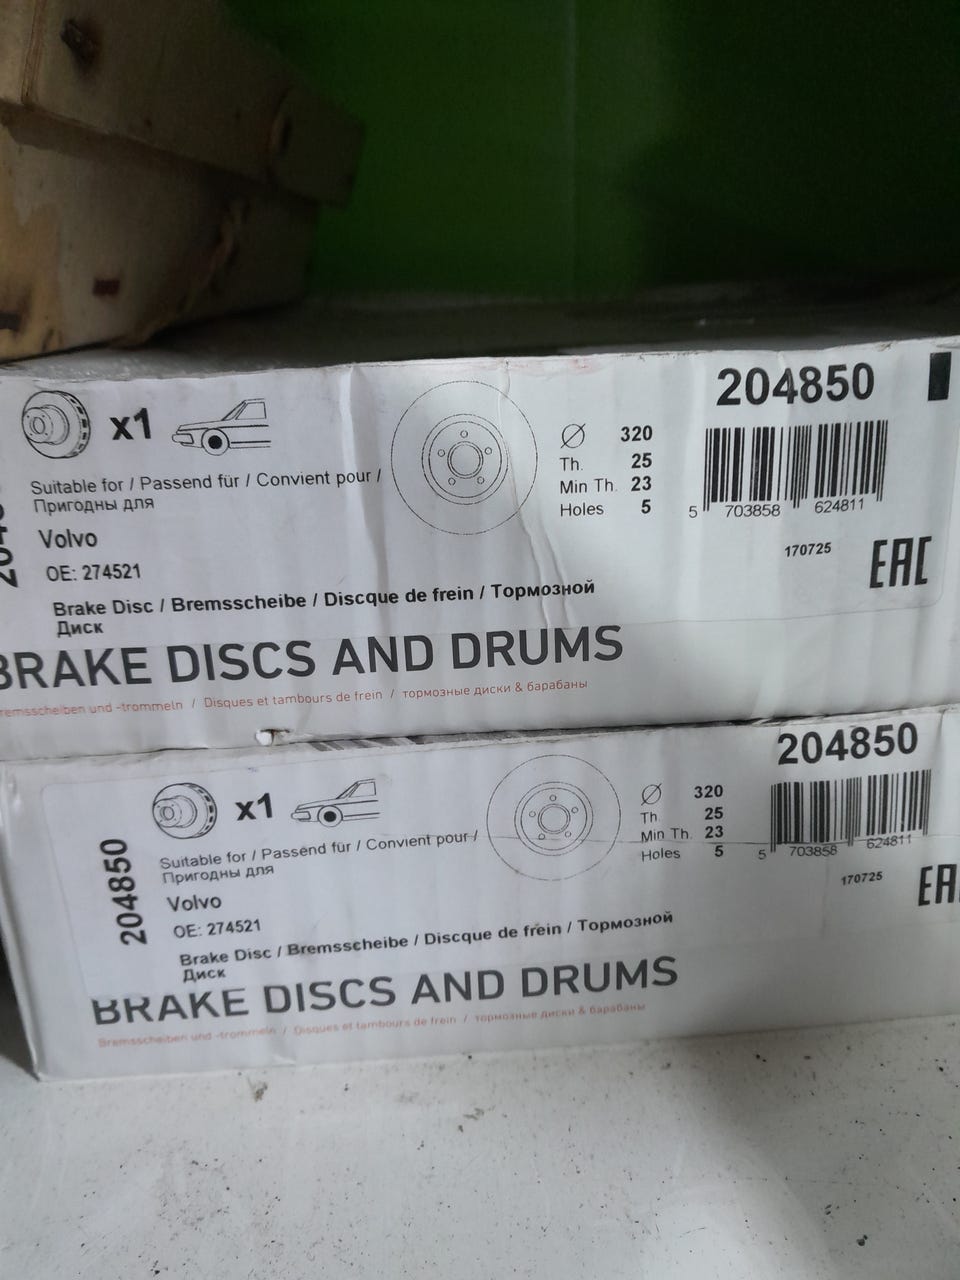 204850
x1
Suitable for / Passend für / Convient pour /
Пригодны для
Volvo
OE: 274521
Brake Disc / Bremsscheibe / Discque de frein / Тормозной
Диск
320
Th. 25
Min Th. 23
Holes 5
5 703858 624811
170725
EAC
BRAKE DISCS AND DRUMS
remsscheiben und -trommeln / Disques et tambours de frein / тормозные диски & барабаны
204850
204850
x1
Suitable for / Passend für / Convient pour /
Пригодны для
Volvo
OE: 274521
Brake Disc / Bremsscheibe / Discque de frein / Тормозной
Диск
320
Th. 25
Min Th. 23
Holes 5
5 703858 624811
170725
EA
BRAKE DISCS AND DRUMS
Bremsscheiben und -trommeln / Disques et tambours de frein / тормозные диски & барабаны